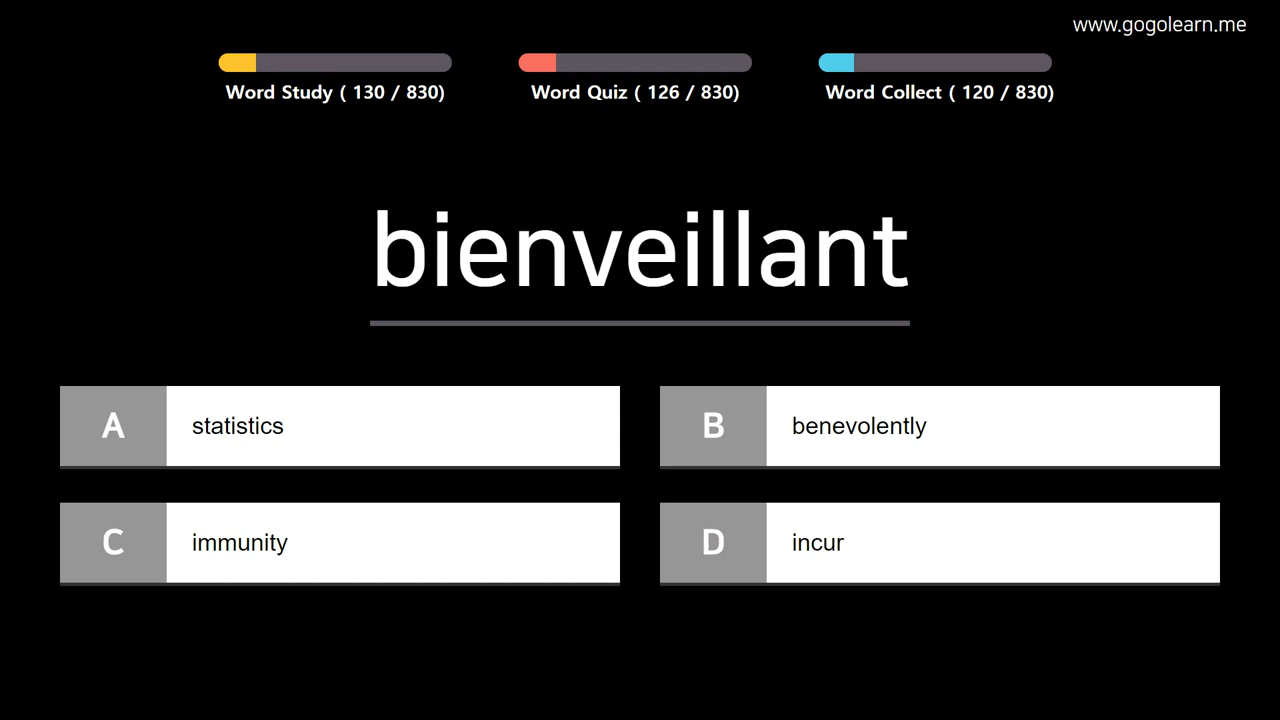 www.gogolearn.me
Word Study ( 130 / 830)
Word Quiz ( 126 / 830)
Word Collect ( 120 / 830)
bienveillant
A statistics
B benevolently
C immunity
D incur